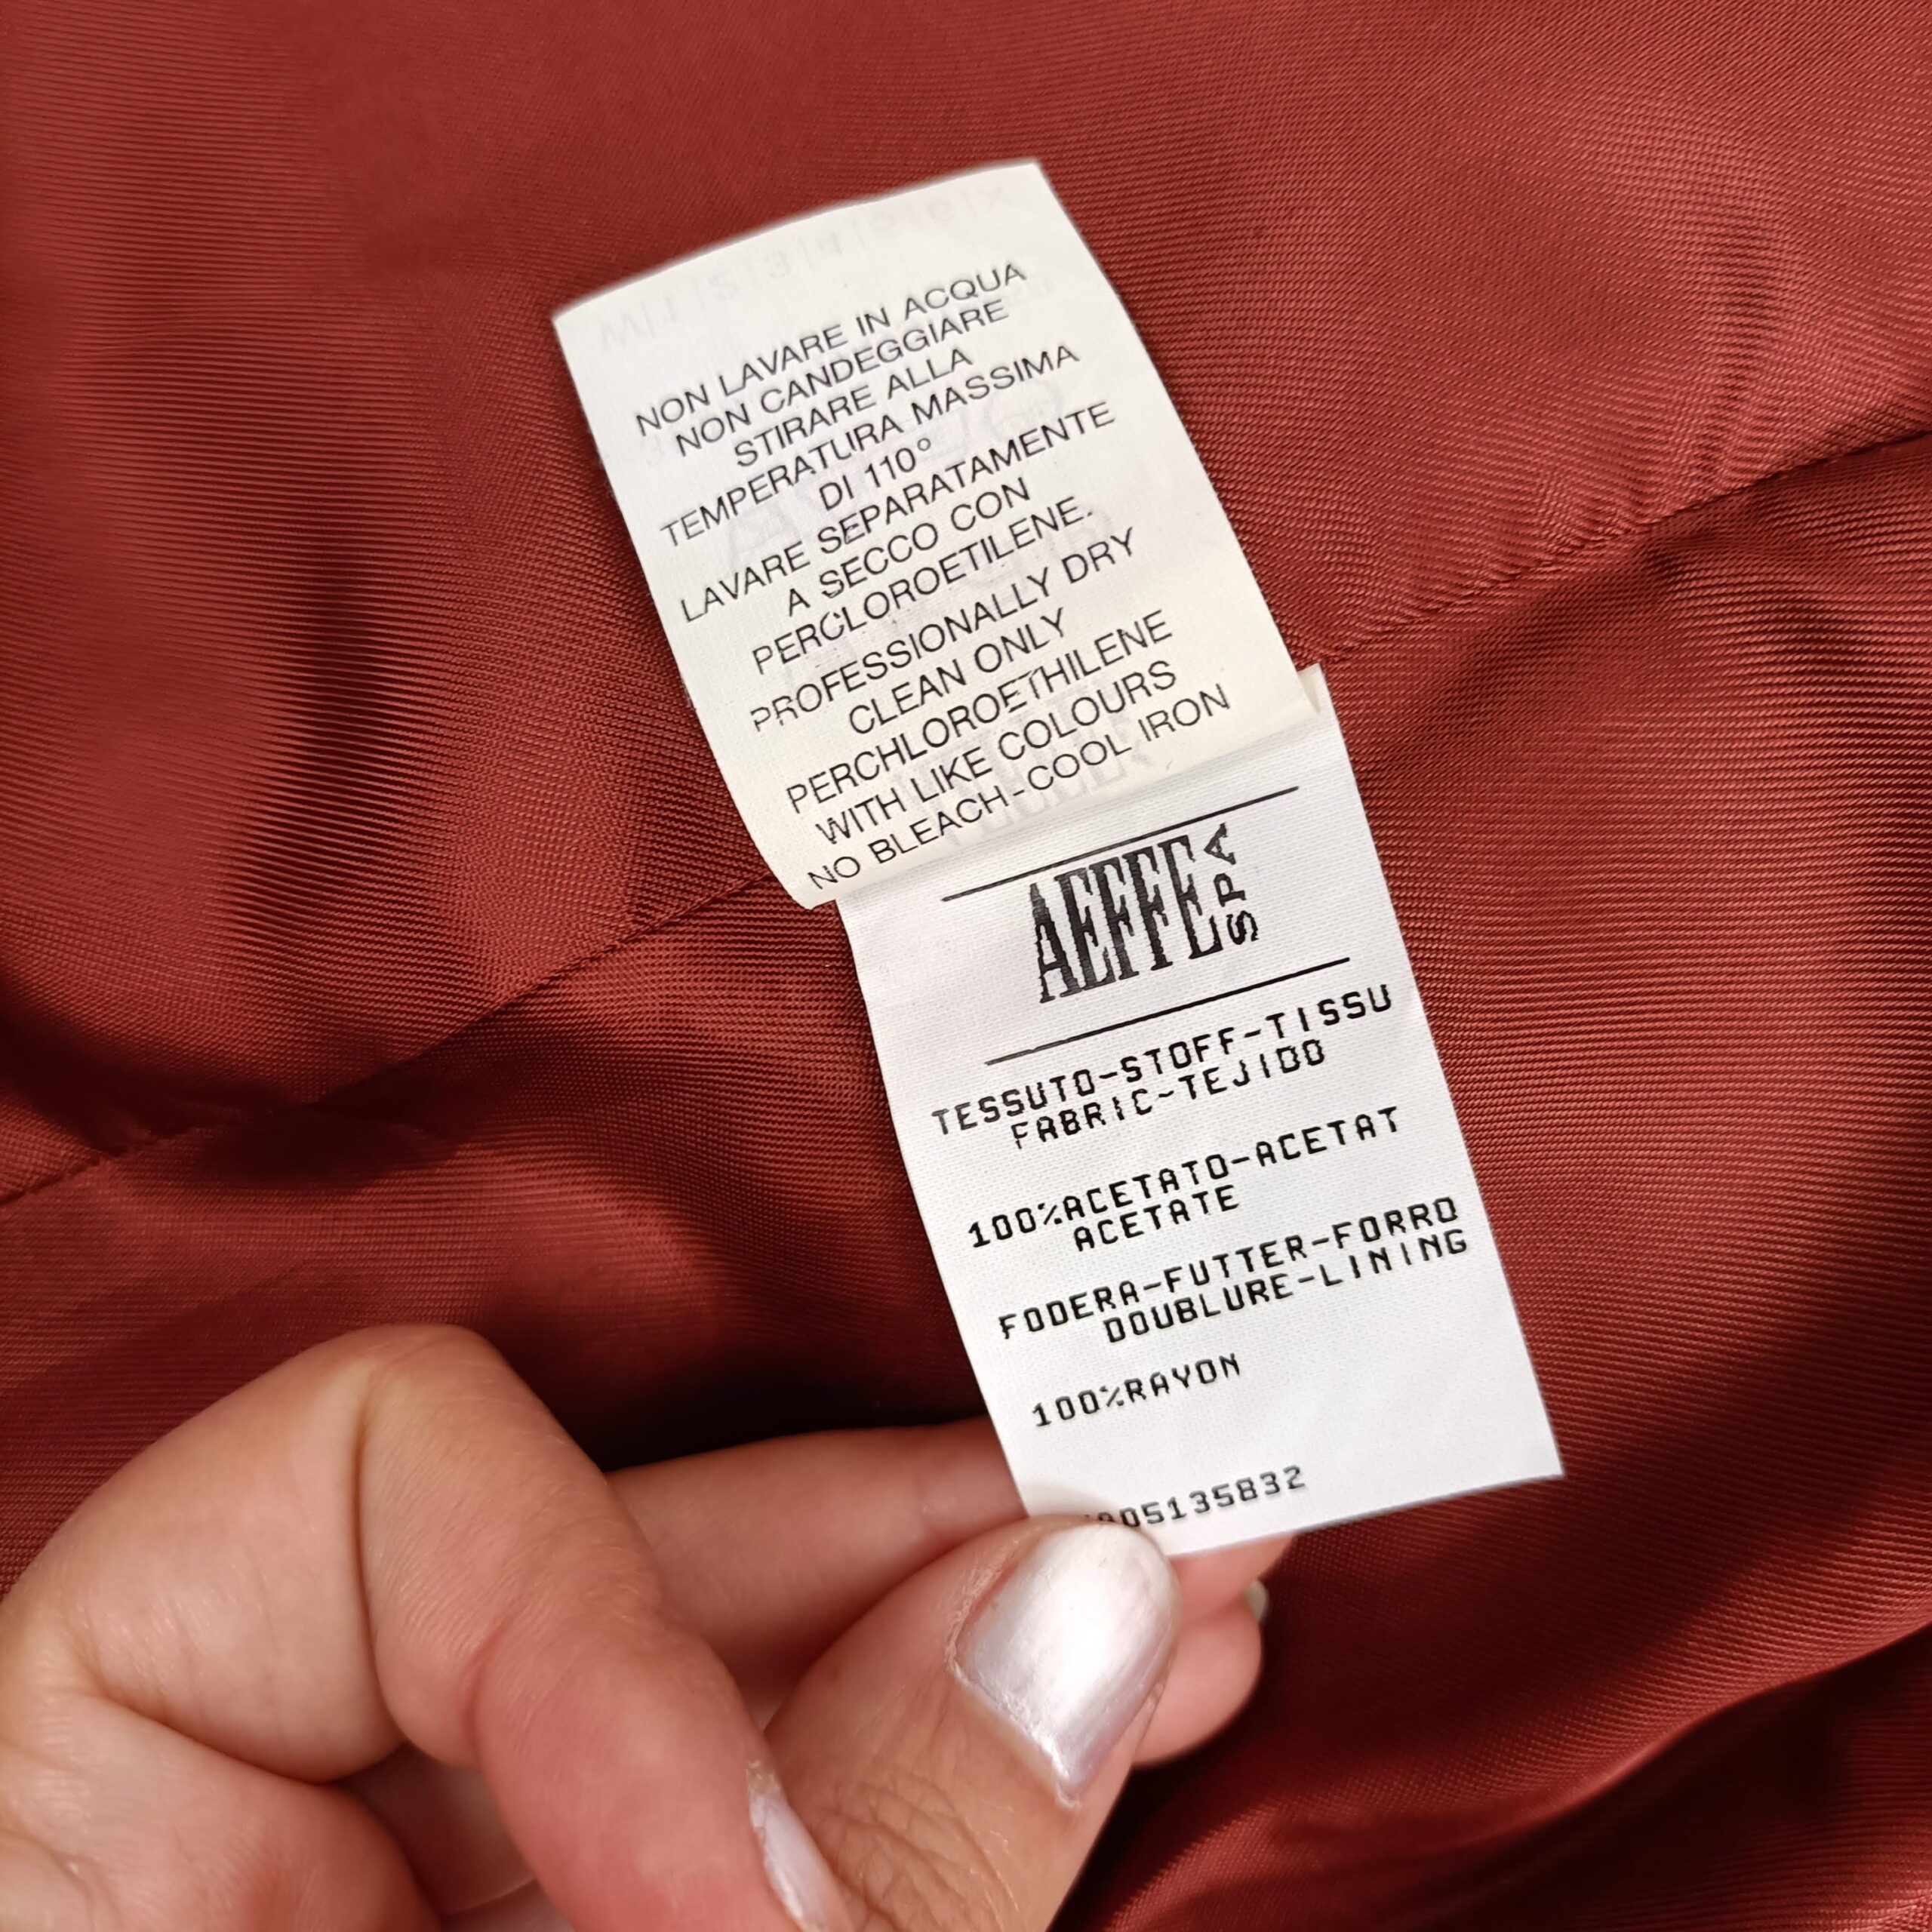 NON LAVARE IN ACQUA
NON CANDEGGIARE
STIRARE ALLA
TEMPERATURA MASSIMA
DI 110°
LAVARE SEPARATAMENTE
A SECCO CON
PERCLOROETILENE.
PROFESSIONALLY DRY
CLEAN ONLY
PERCHLOROETHILENE
WITH LIKE COLOURS
NO BLEACH-COOL IRON
AEFFE SPA
TESSUTO-STOFF-TISSU
FABRIC-TEJIDO
100%ACETATO-ACETAT
ACETATE
FODERA-FUTTER-FORRO
DOUBLURE-LINING
100%RAYON